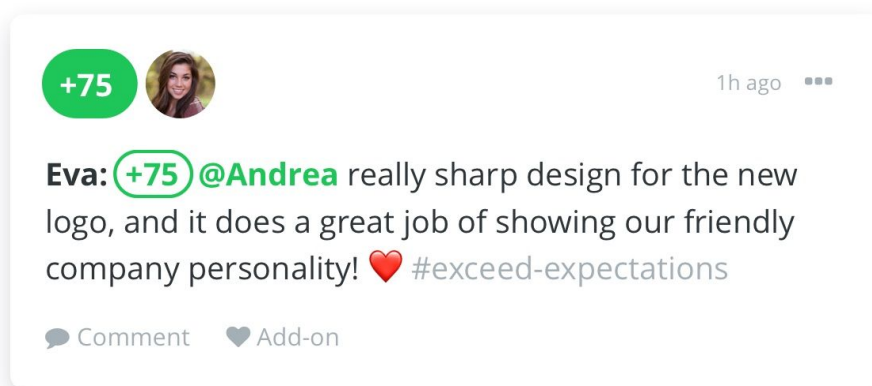 +75
1h ago
Eva: +75 @Andrea really sharp design for the new
logo, and it does a great job of showing our friendly
company personality! ❤️ #exceed-expectations
Comment Add-on